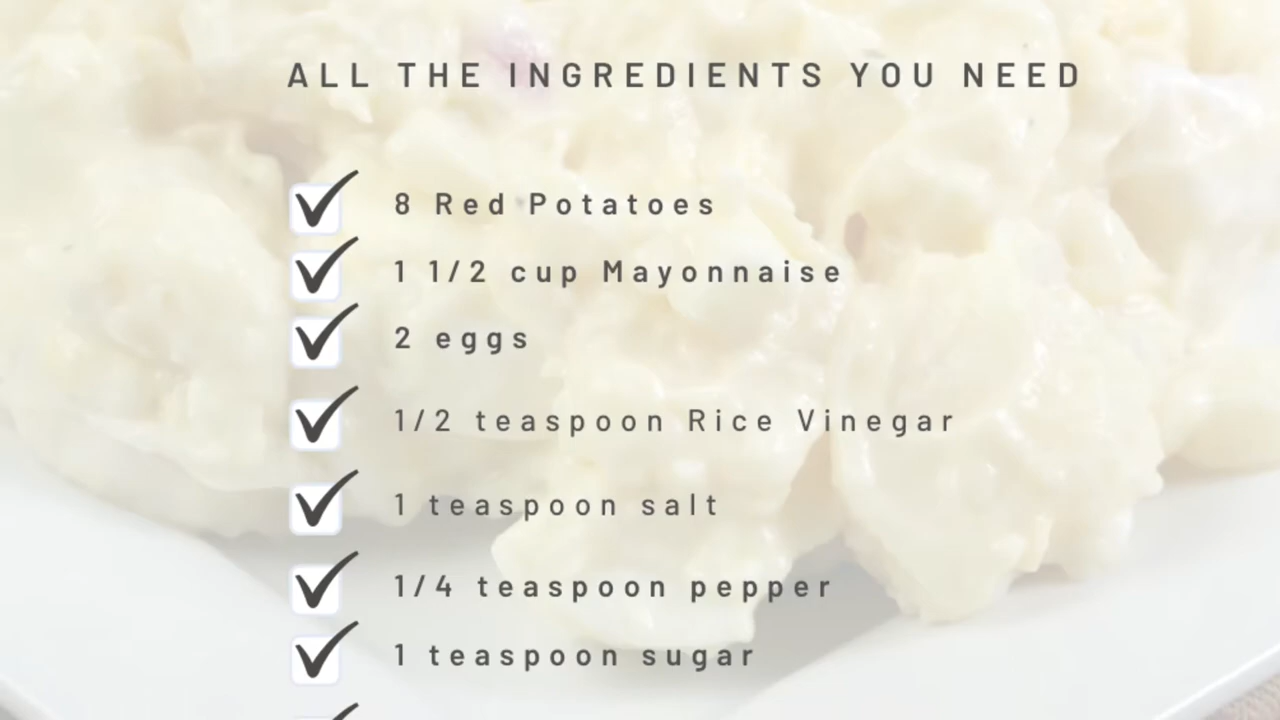 ALL THE INGREDIENTS YOU NEED
8 Red Potatoes
1 1/2 cup Mayonnaise
2 eggs
1/2 teaspoon Rice Vinegar
1 teaspoon salt
1/4 teaspoon pepper
1 teaspoon sugar